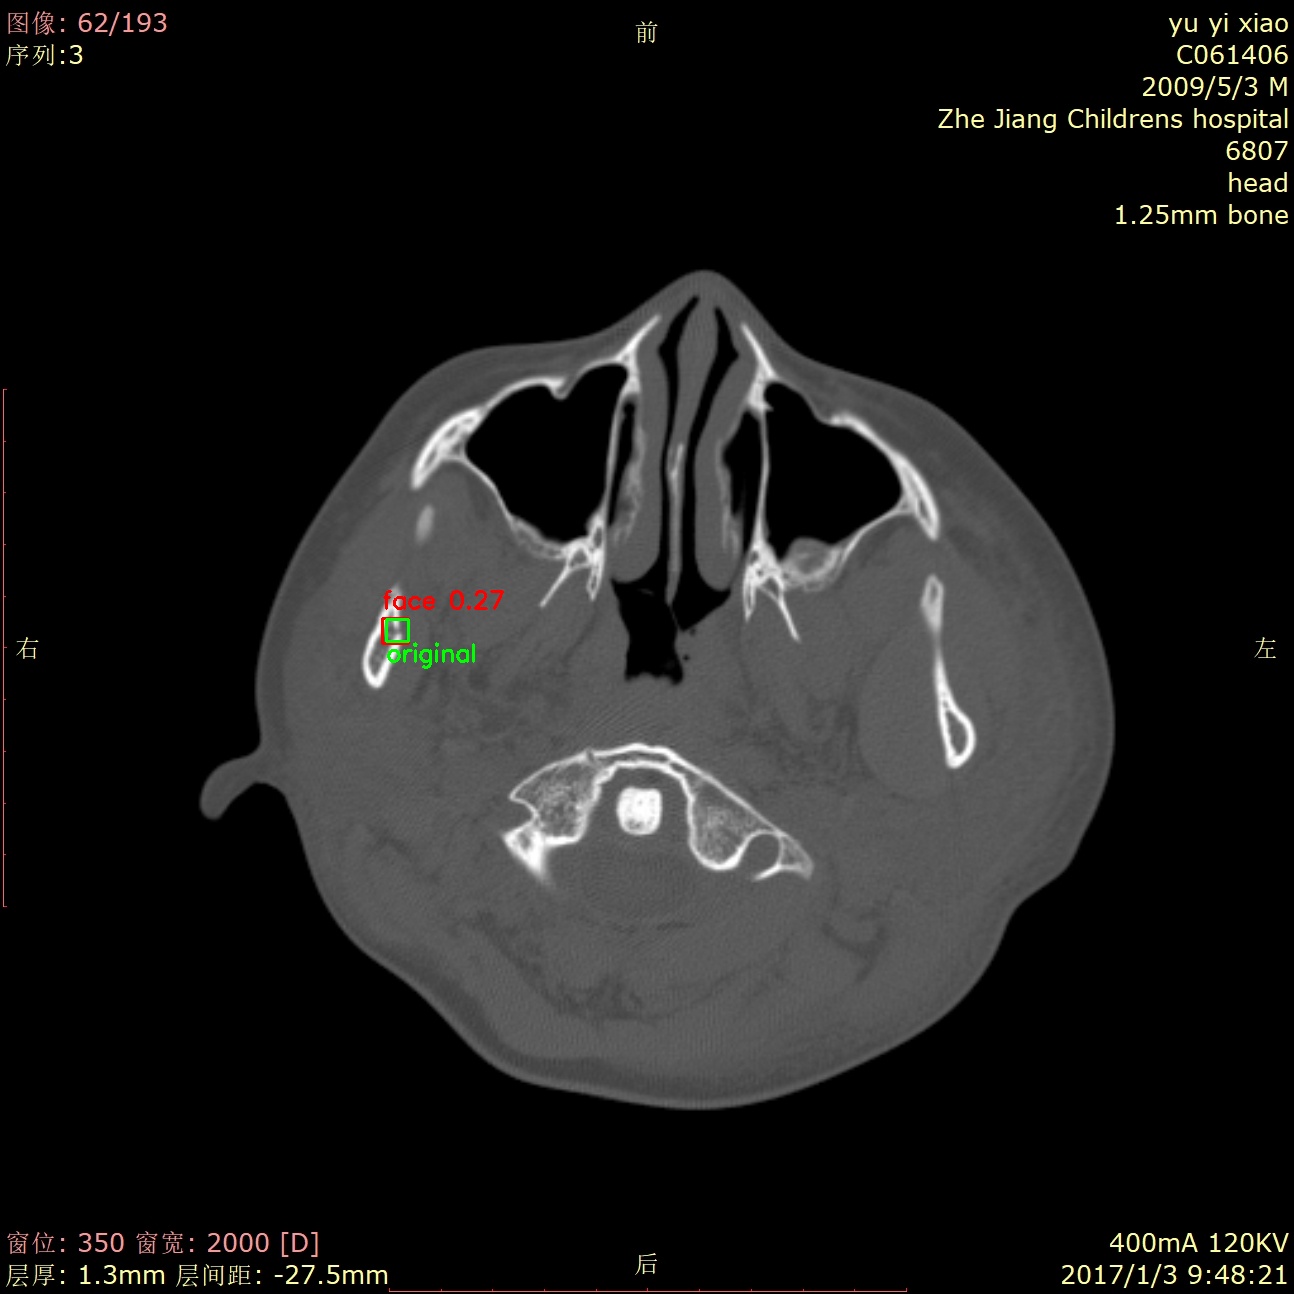 图像: 62/193
序列:3
前
yu yi xiao
C061406
2009/5/3 M
Zhe Jiang Childrens hospital
6807
head
1.25mm bone
face 0.27
original
右
左
窗位: 350 窗宽: 2000 [D]
层厚: 1.3mm 层间距: -27.5mm
后
400mA 120KV
2017/1/3 9:48:21